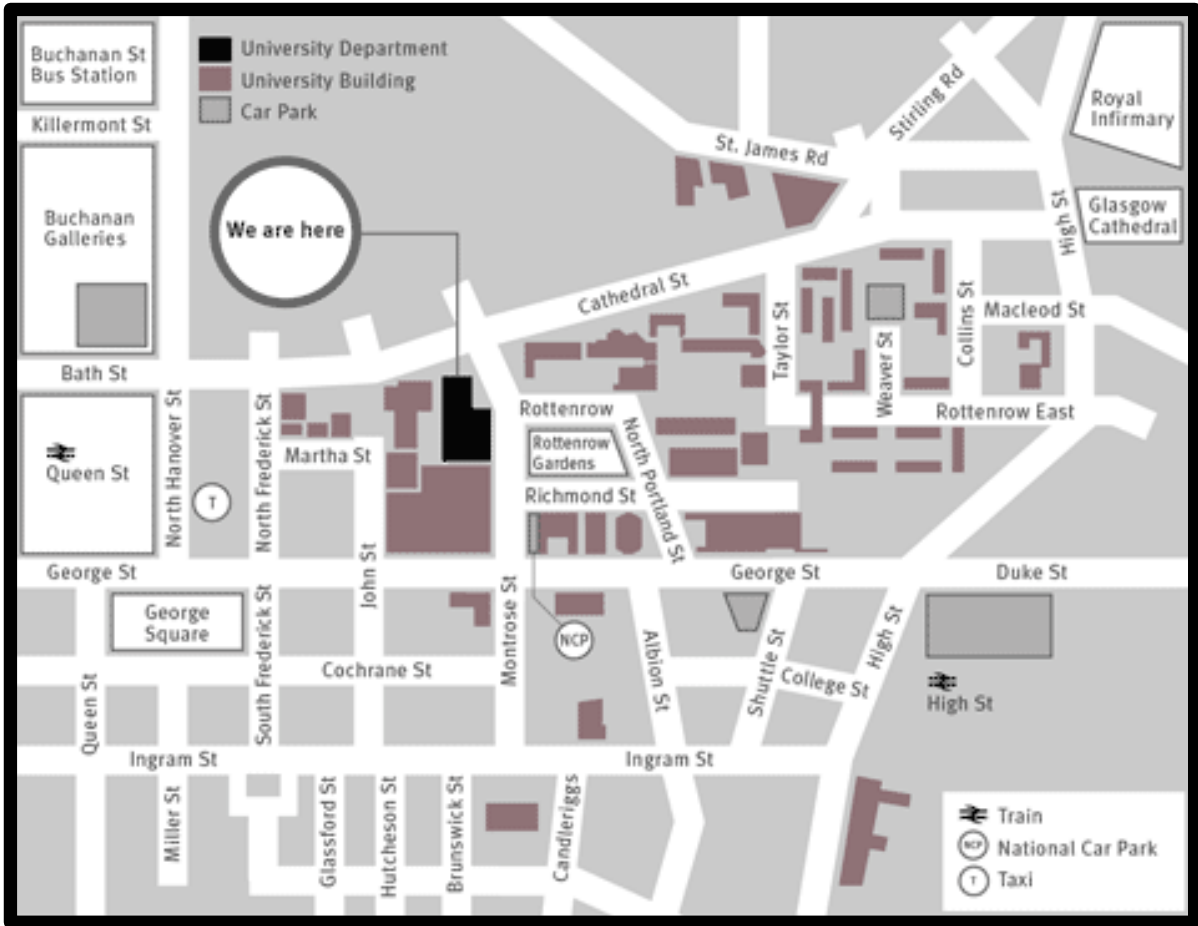 Buchanan St
Bus Station
University Department
University Building
Car Park
Killermont St
Stirling Rd
Royal
Infirmary
St. James Rd
Buchanan
Galleries
We are here
Glasgow
Cathedral
High St
Cathedral St
Taylor St
Collins St
Macleod St
Weaver St
Bath St
Rottenrow
Rottenrow East
North Hanover St
North Frederick St
Martha St
Rottenrow
Gardens
North Portland St
Queen St
T
Richmond St
George St
John St
George St
Duke St
George
Square
South Frederick St
Montrose St
NCP
Albion St
Shuttle St
High St
Cochrane St
College St
Queen St
High St
Ingram St
Ingram St
Miller St
Glassford St
Hutcheson St
Brunswick St
Candleriggs
Train
NCP National Car Park
T Taxi